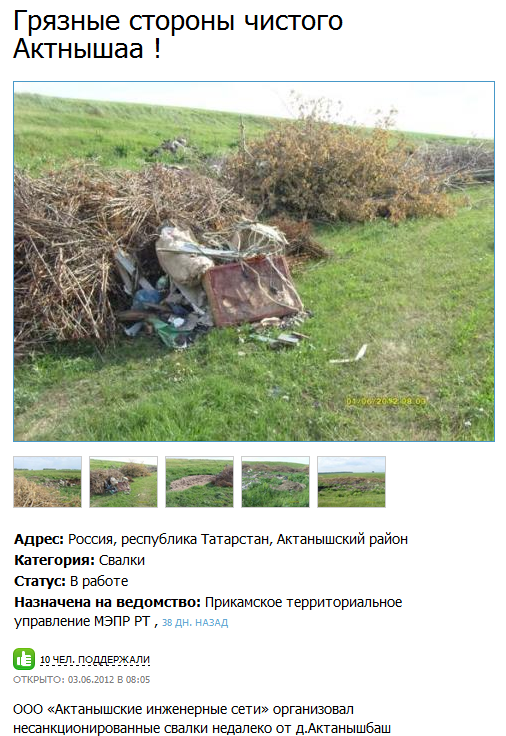 Грязные стороны чистого
Актнышаа !
01/06/2012 08:03
Адрес: Россия, республика Татарстан, Актанышский район
Категория: Свалки
Статус: В работе
Назначена на ведомство: Прикамское территориальное
управление МЭПР РТ , 38 ДН. НАЗАД
10 ЧЕЛ. ПОДДЕРЖАЛИ
ОТКРЫТО: 03.06.2012 В 08:05
ООО «Актанышские инженерные сети» организовал
несанкционированные свалки недалеко от д.Актанышбаш